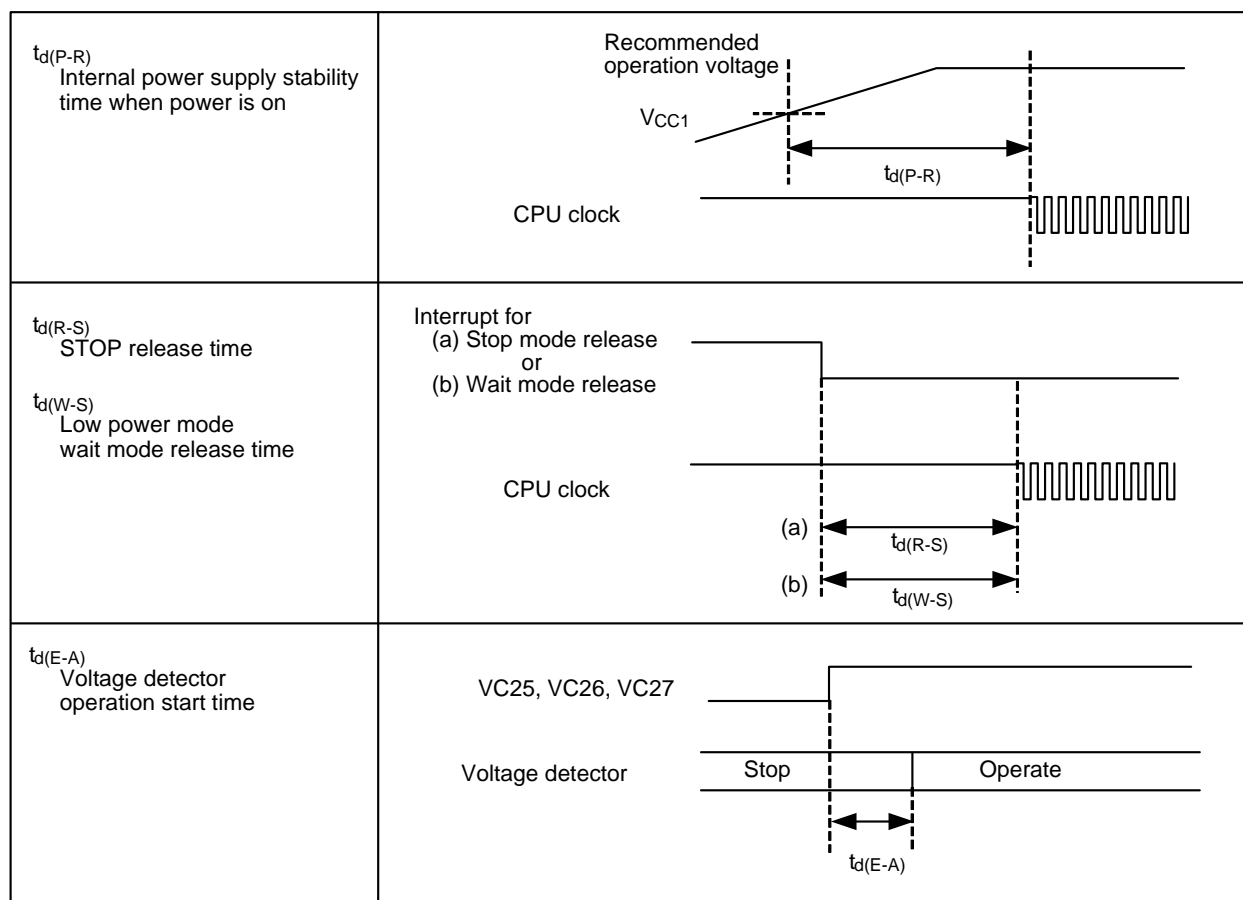 td(P-R)
Internal power supply stability
time when power is on
Recommended
operation voltage
VCC1
td(P-R)
CPU clock
td(R-S)
STOP release time
td(W-S)
Low power mode
wait mode release time
Interrupt for
(a) Stop mode release
or
(b) Wait mode release
CPU clock
(a)
td(R-S)
(b)
td(W-S)
td(E-A)
Voltage detector
operation start time
VC25, VC26, VC27
Voltage detector
Stop
Operate
td(E-A)